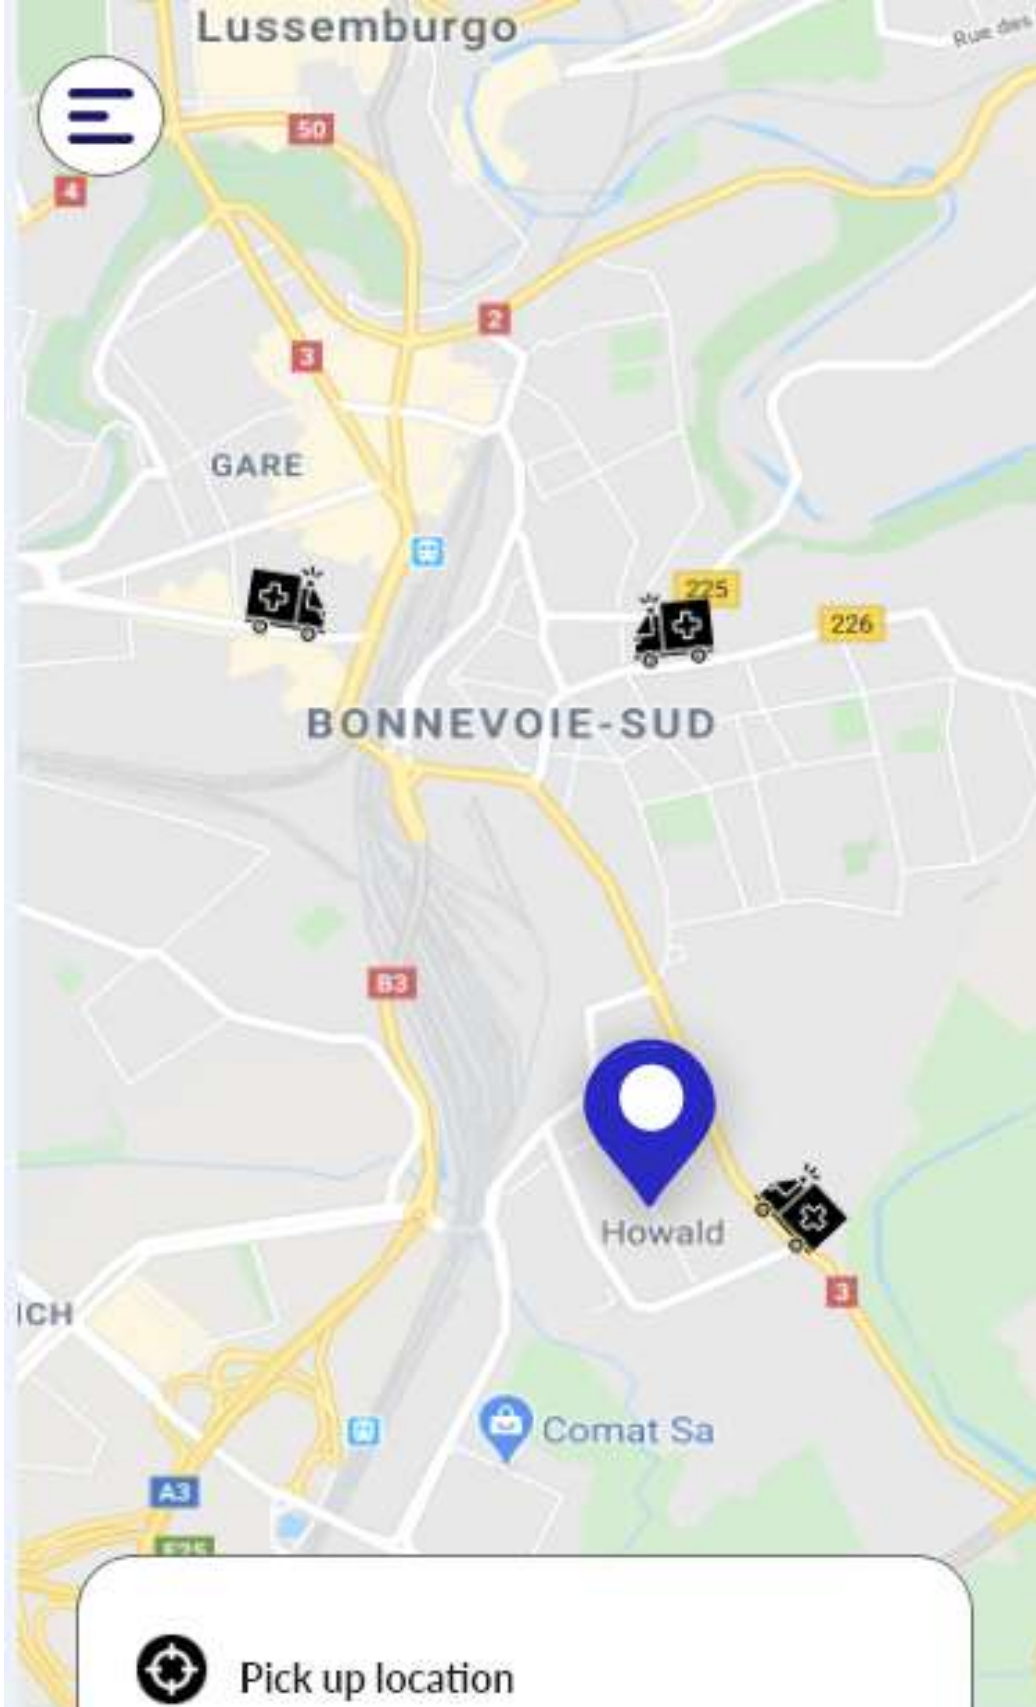 Lussemburgo
Rue des
50
4
2
3
GARE
225
226
BONNEVOIE-SUD
B3
Howald
3
ICH
Comat Sa
A3
E25
Pick up location